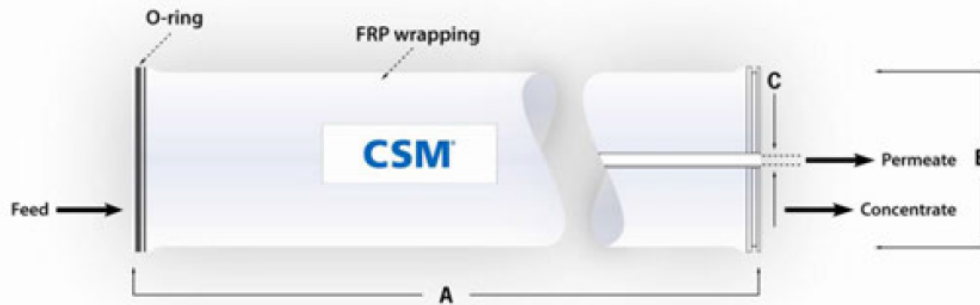 O-ring
FRP wrapping
C
CSM
Permeate
B
Feed
Concentrate
A